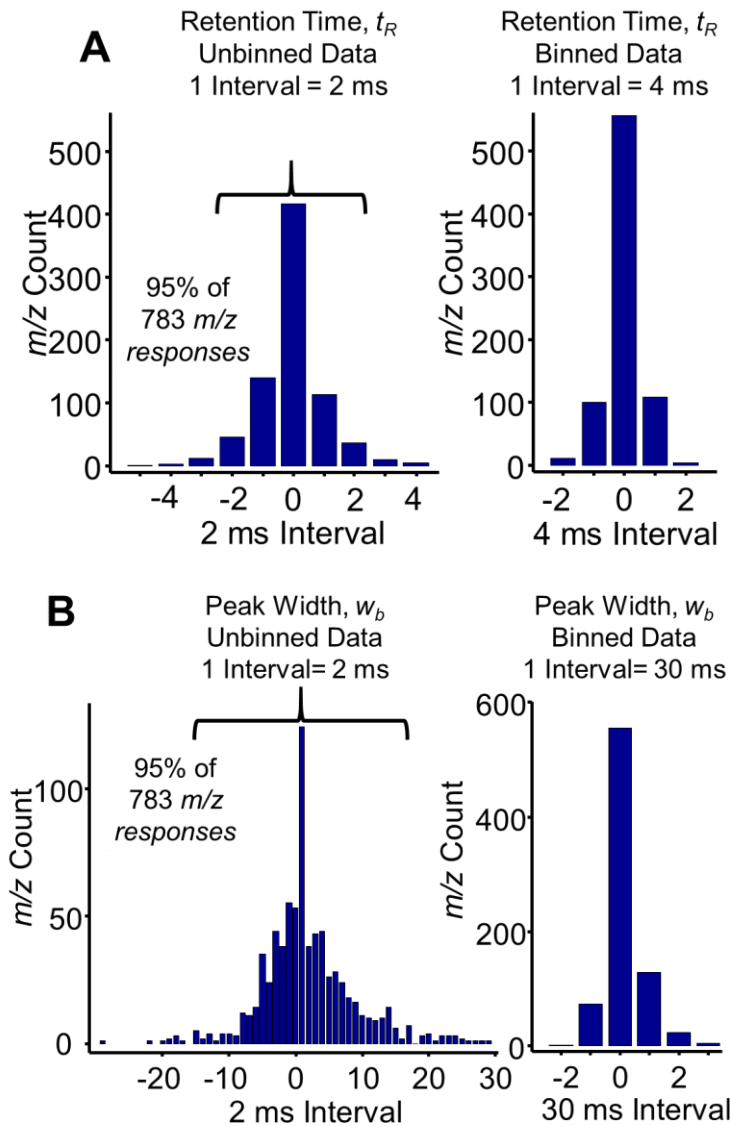 A
Retention Time, tR
Unbinned Data
1 Interval = 2 ms
m/z Count
500
400
300
200
100
0
95% of
783 m/z
responses
-4 -2 0 2 4
2 ms Interval
Retention Time, tR
Binned Data
1 Interval = 4 ms
m/z Count
500
400
300
200
100
0
-2 0 2
4 ms Interval
B
Peak Width, wb
Unbinned Data
1 Interval= 2 ms
m/z Count
100
50
0
95% of
783 m/z
responses
-20 -10 0 10 20 30
2 ms Interval
Peak Width, wb
Binned Data
1 Interval= 30 ms
m/z Count
600
400
200
0
-2 0 2
30 ms Interval